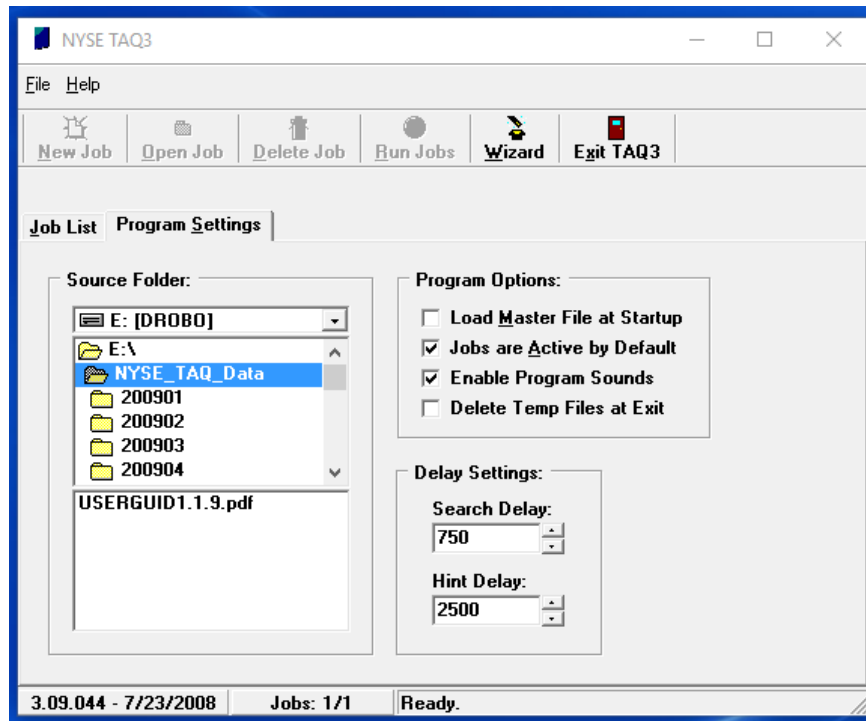 NYSE TAQ3
File Help
New Job Open Job Delete Job Run Jobs Wizard Exit TAQ3
Job List Program Settings
Source Folder:
E: [DROBO]
E:\
NYSE_TAQ_Data
200901
200902
200903
200904
USERGUID1.1.9.pdf
Program Options:
Load Master File at Startup
Jobs are Active by Default
Enable Program Sounds
Delete Temp Files at Exit
Delay Settings:
Search Delay:
750
Hint Delay:
2500
3.09.044 - 7/23/2008 Jobs: 1/1 Ready.